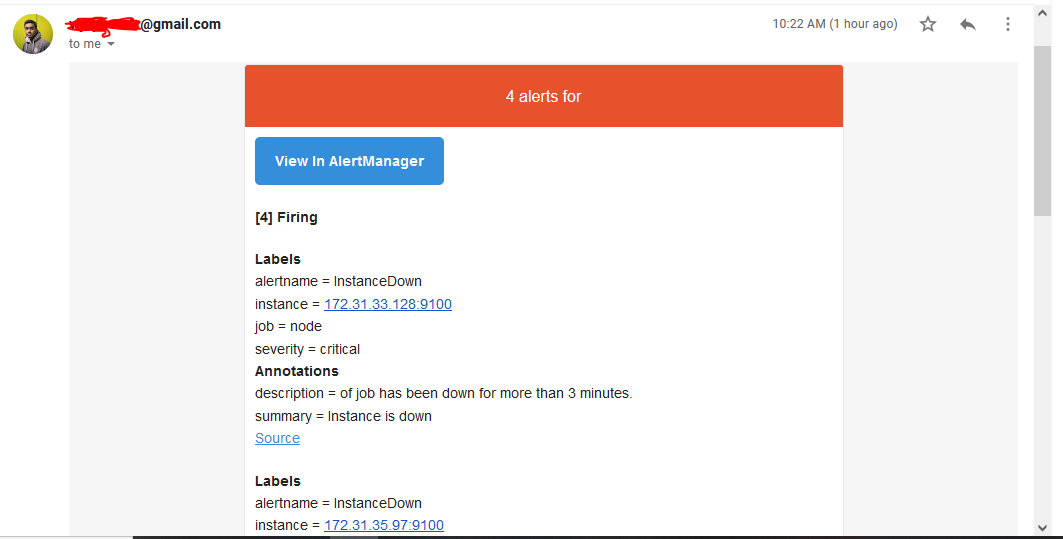 @gmail.com
10:22 AM (1 hour ago)
to me
4 alerts for
View In AlertManager
[4] Firing
Labels
alertname = InstanceDown
instance = 172.31.33.128:9100
job = node
severity = critical
Annotations
description = of job has been down for more than 3 minutes.
summary = Instance is down
Source
Labels
alertname = InstanceDown
instance = 172.31.35.97:9100